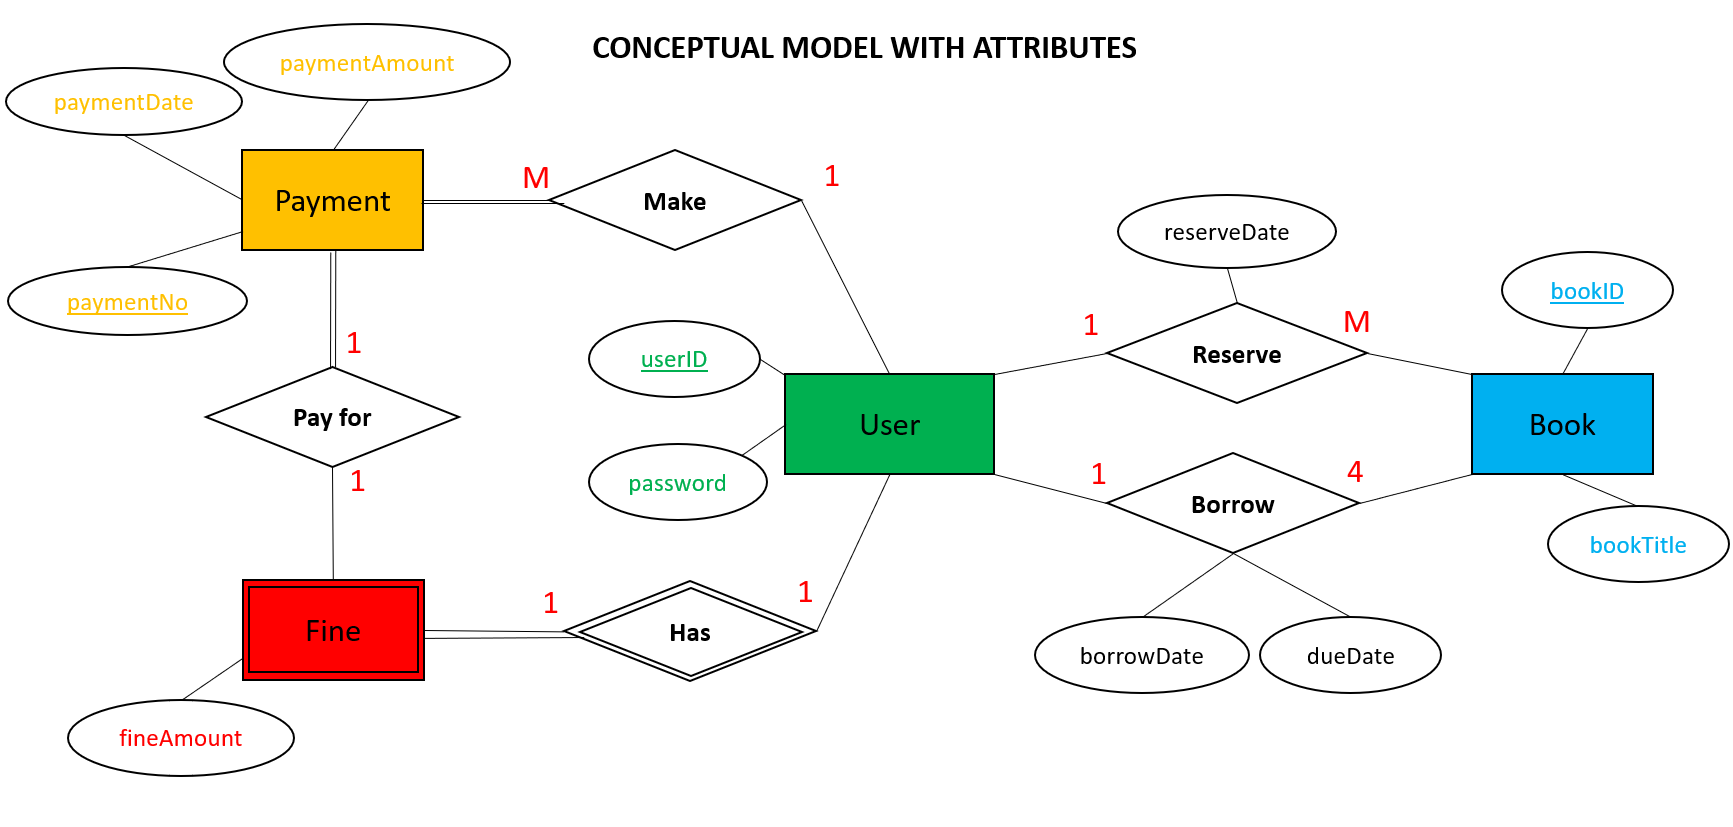 CONCEPTUAL MODEL WITH ATTRIBUTES
paymentAmount
paymentDate
Payment
M
Make
1
paymentNo
reserveDate
bookID
1
Pay for
1
userID
password
User
1
Reserve
M
Book
1
Borrow
4
bookTitle
Fine
1
Has
1
borrowDate
dueDate
fineAmount